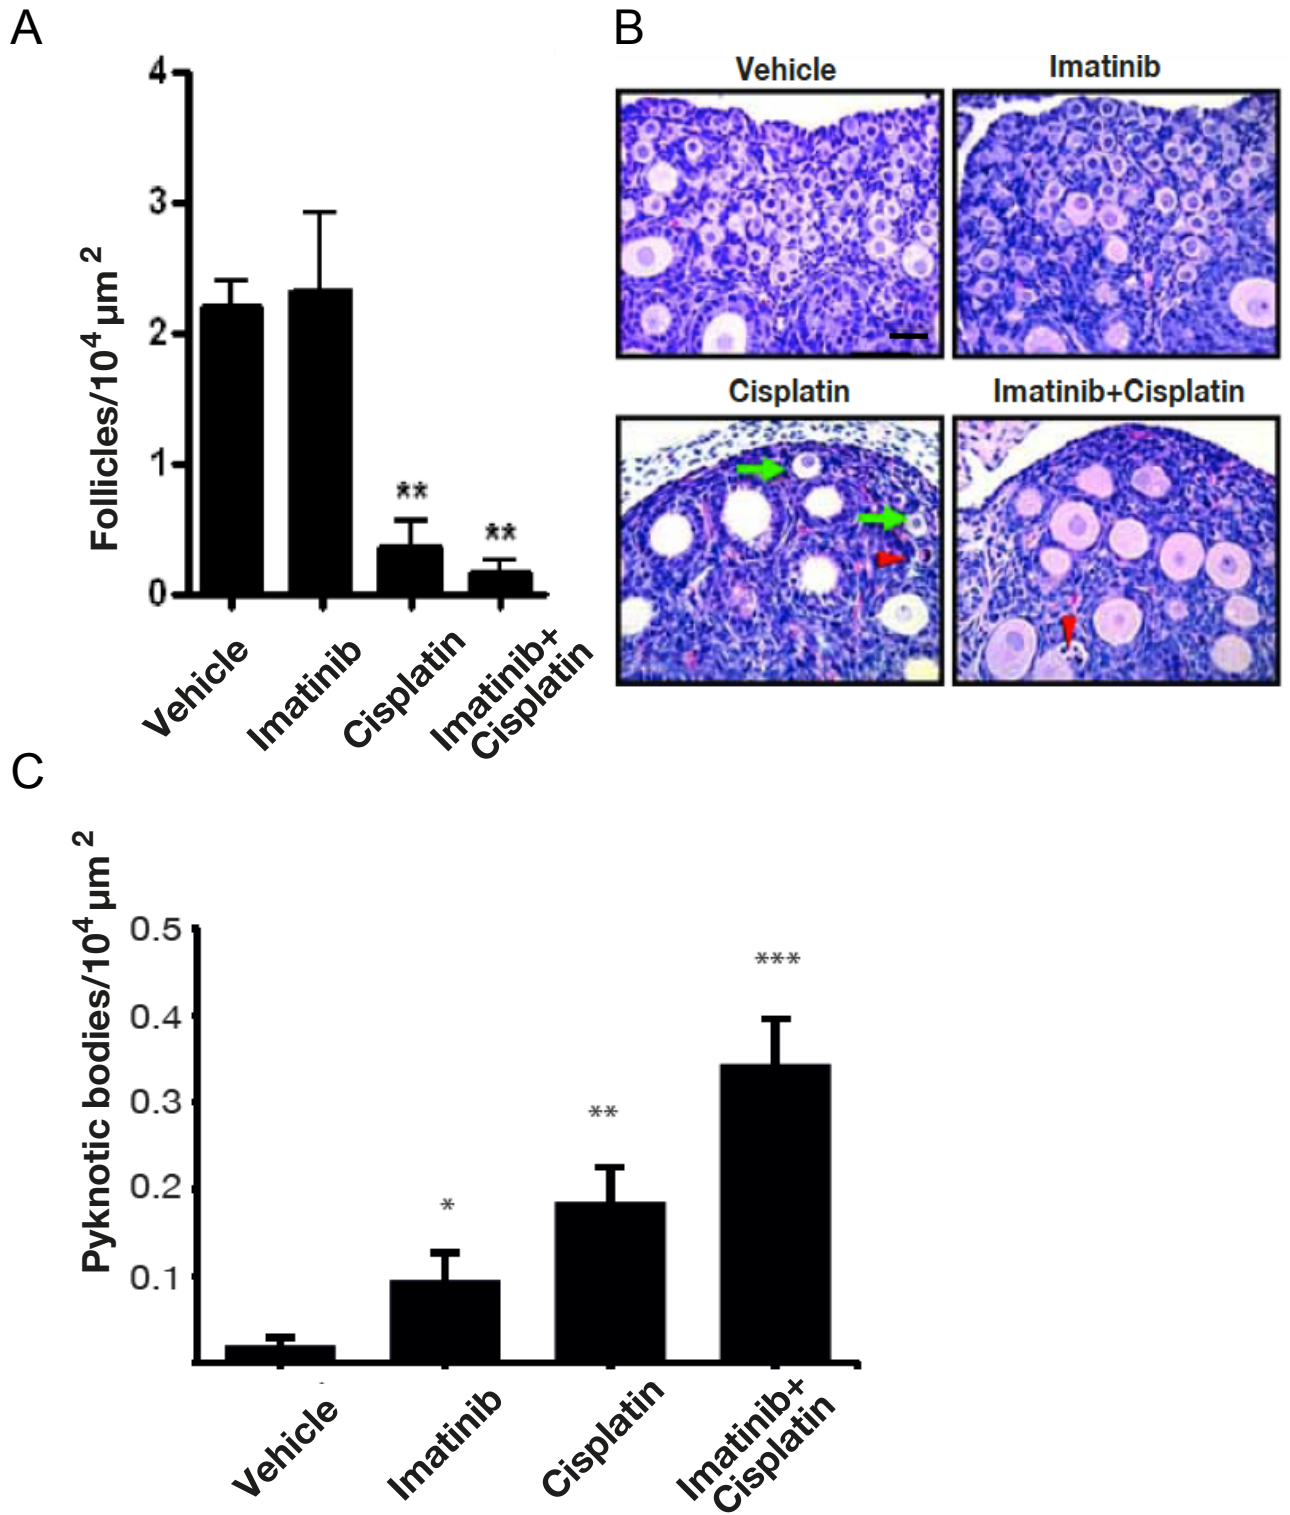 A
4
3
2
1
0
Follicles/10⁴ µm²
**
**
Vehicle
Imatinib
Cisplatin
Imatinib+
Cisplatin
B
Vehicle
Imatinib
Cisplatin
Imatinib+Cisplatin
C
Pyknotic bodies/10⁴ µm²
0.5
0.4
0.3
0.2
0.1
*
**
***
Vehicle
Imatinib
Cisplatin
Imatinib+
Cisplatin